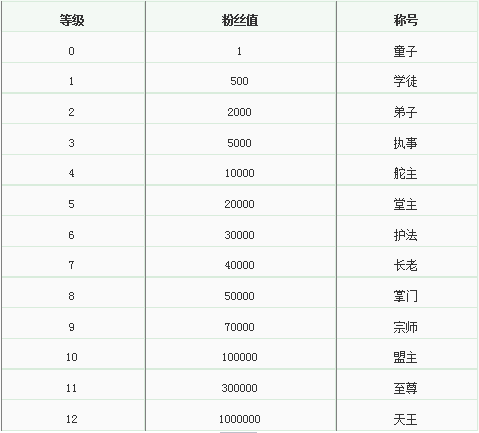 等级 粉丝值 称号
0 1 童子
1 500 学徒
2 2000 弟子
3 5000 执事
4 10000 舵主
5 20000 堂主
6 30000 护法
7 40000 长老
8 50000 掌门
9 70000 宗师
10 100000 盟主
11 300000 至尊
12 1000000 天王